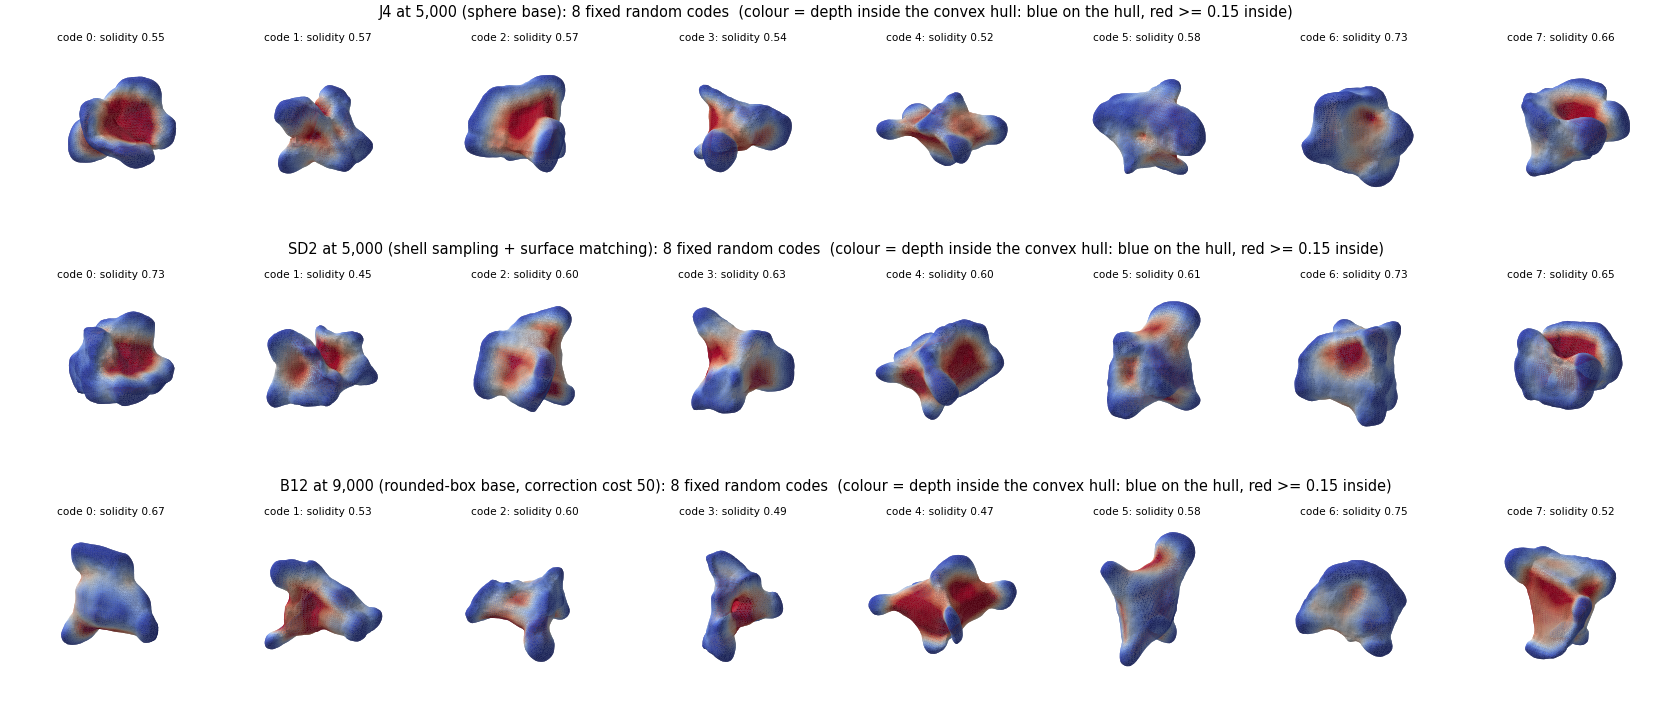 J4 at 5,000 (sphere base): 8 fixed random codes  (colour = depth inside the convex hull: blue on the hull, red >= 0.15 inside)
code 0: solidity 0.55
code 1: solidity 0.57
code 2: solidity 0.57
code 3: solidity 0.54
code 4: solidity 0.52
code 5: solidity 0.58
code 6: solidity 0.73
code 7: solidity 0.66
SD2 at 5,000 (shell sampling + surface matching): 8 fixed random codes  (colour = depth inside the convex hull: blue on the hull, red >= 0.15 inside)
code 0: solidity 0.73
code 1: solidity 0.45
code 2: solidity 0.60
code 3: solidity 0.63
code 4: solidity 0.60
code 5: solidity 0.61
code 6: solidity 0.73
code 7: solidity 0.65
B12 at 9,000 (rounded-box base, correction cost 50): 8 fixed random codes  (colour = depth inside the convex hull: blue on the hull, red >= 0.15 inside)
code 0: solidity 0.67
code 1: solidity 0.53
code 2: solidity 0.60
code 3: solidity 0.49
code 4: solidity 0.47
code 5: solidity 0.58
code 6: solidity 0.75
code 7: solidity 0.52